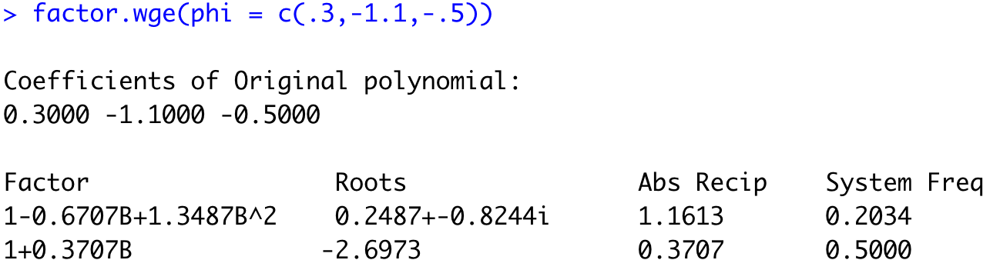 > factor.wge(phi = c(.3,-1.1,-.5))
Coefficients of Original polynomial:
0.3000 -1.1000 -0.5000
Factor Roots Abs Recip System Freq
1-0.6707B+1.3487B^2 0.2487+-0.8244i 1.1613 0.2034
1+0.3707B -2.6973 0.3707 0.5000